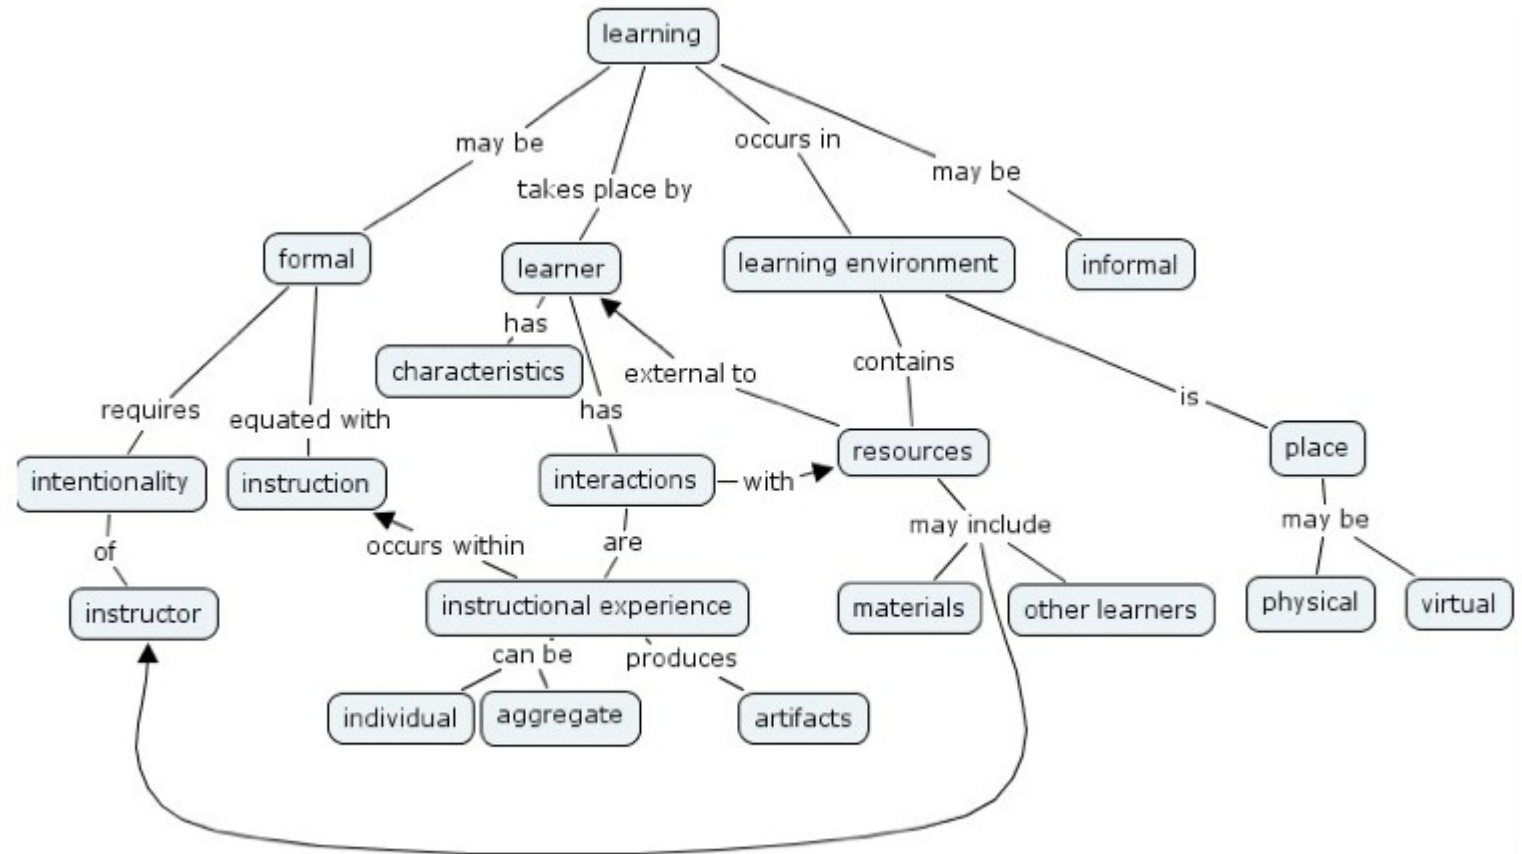 learning
may be
occurs in
may be
takes place by
formal
learner
learning environment
informal
has
characteristics
external to
contains
is
requires
equated with
has
intentionality
instruction
interactions
with
resources
place
of
occurs within
are
may include
may be
instructor
instructional experience
materials
other learners
physical
virtual
can be
produces
individual
aggregate
artifacts